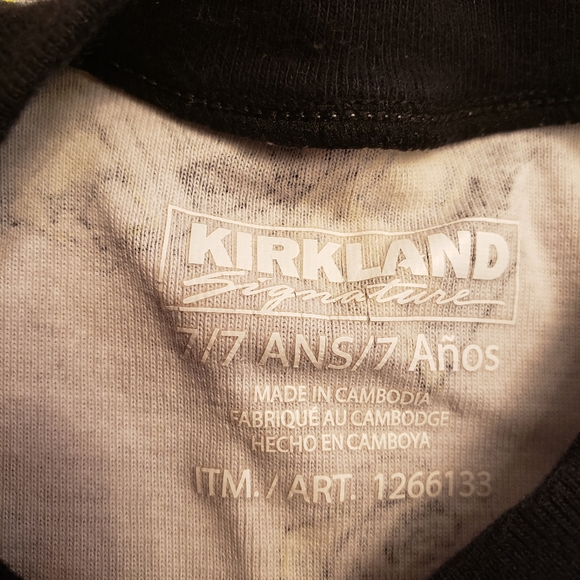 KIRKLAND
Signature
7/7 ANS/7 Años
MADE IN CAMBODIA
FABRIQUÉ AU CAMBODGE
HECHO EN CAMBOYA
ITM. / ART. 1266133